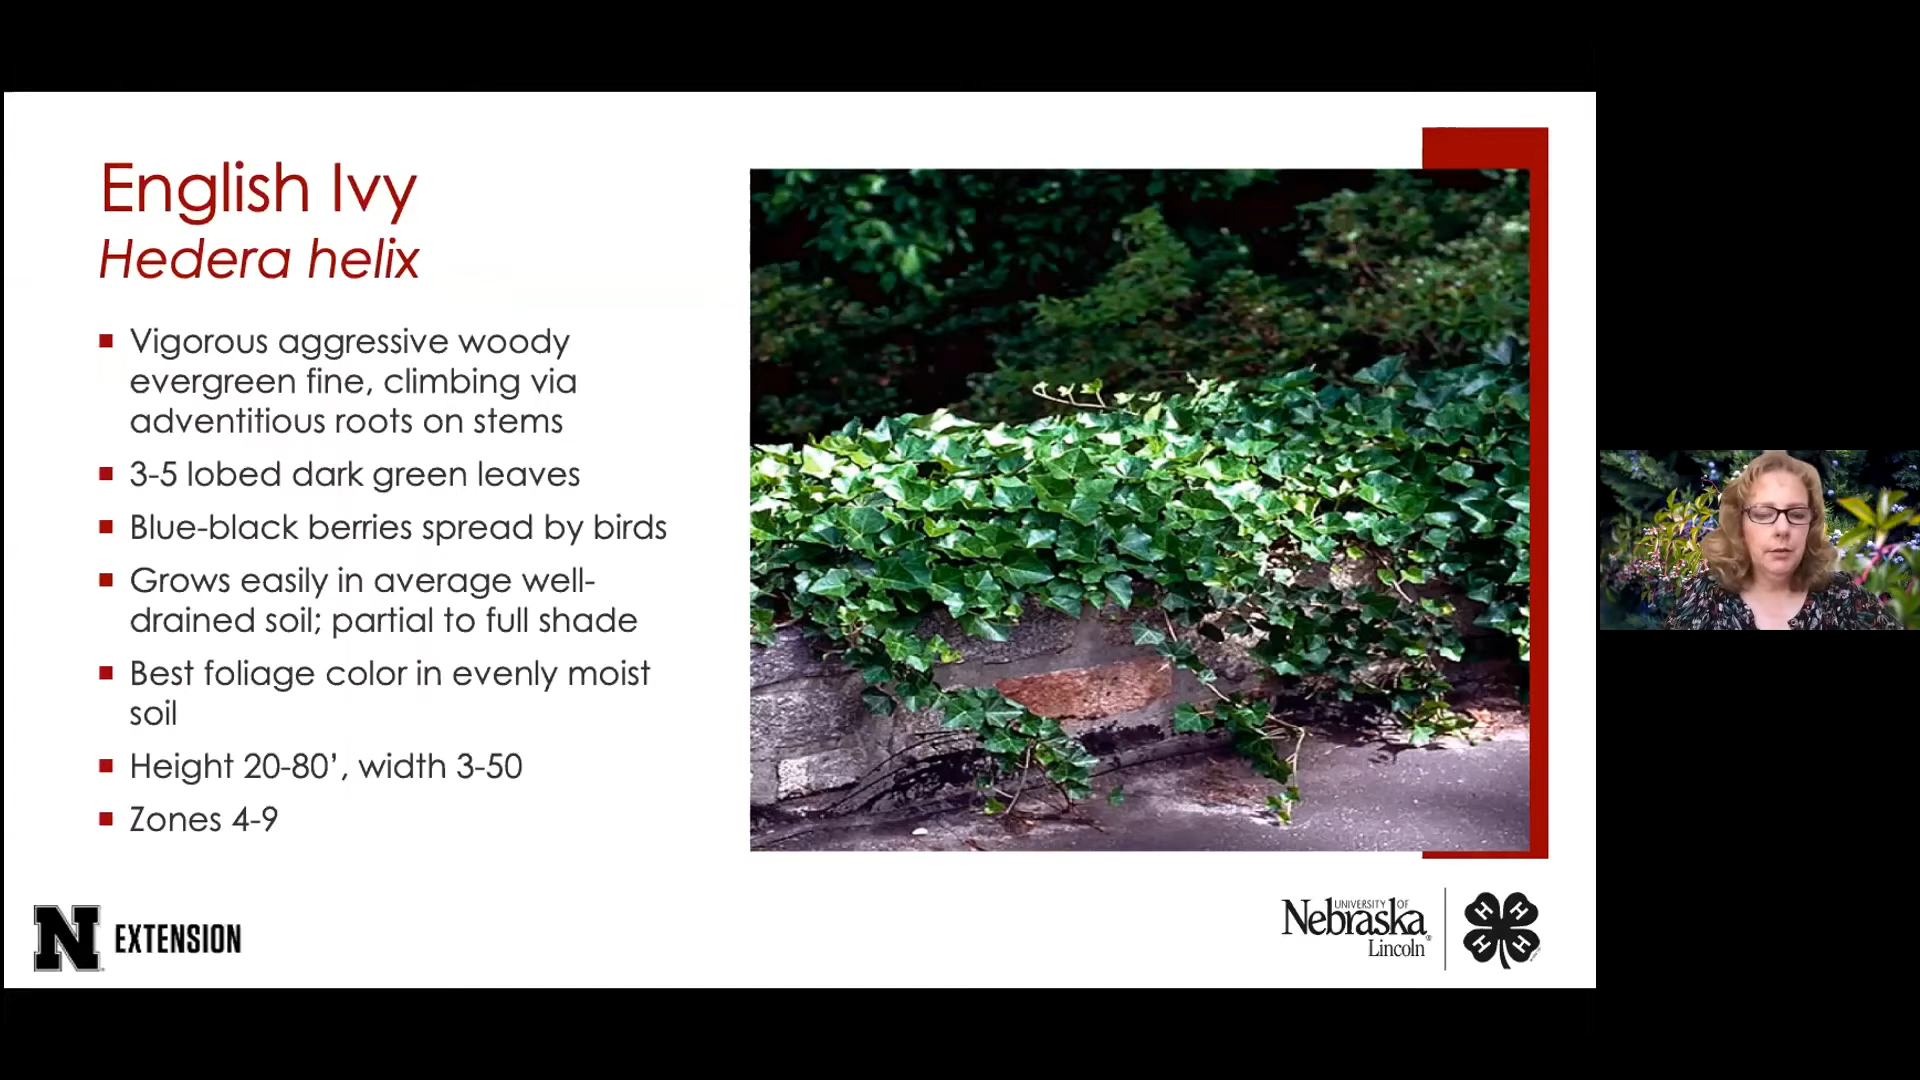 English Ivy
Hedera helix
Vigorous aggressive woody
evergreen fine, climbing via
adventitious roots on stems
3-5 lobed dark green leaves
Blue-black berries spread by birds
Grows easily in average well-
drained soil; partial to full shade
Best foliage color in evenly moist
soil
Height 20-80’, width 3-50
Zones 4-9
N EXTENSION
UNIVERSITY OF
Nebraska
Lincoln
H H
H H